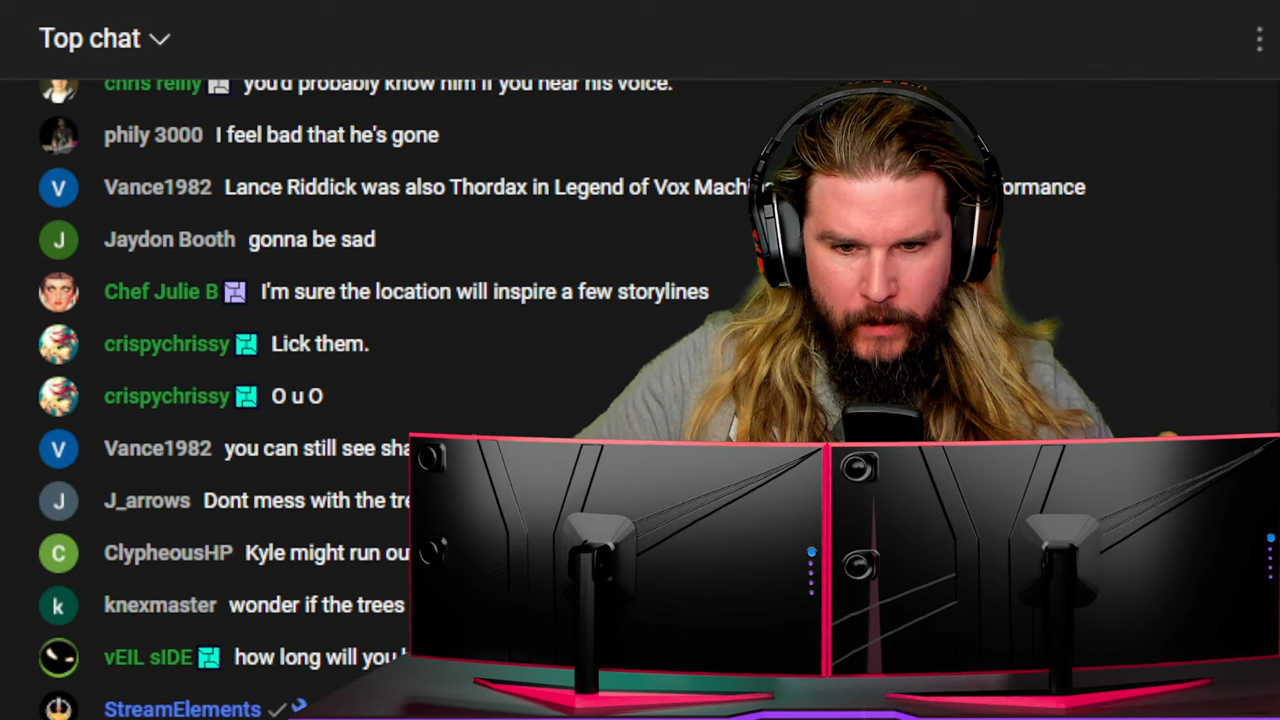 Top chat
chris reilly you'd probably know him if you hear his voice.
phily 3000 I feel bad that he's gone
Vance1982 Lance Riddick was also Thordax in Legend of Vox Machi ormance
Jaydon Booth gonna be sad
Chef Julie B I'm sure the location will inspire a few storylines
crispychrissy Lick them.
crispychrissy O u O
Vance1982 you can still see sha
J_arrows Dont mess with the tre
ClypheousHP Kyle might run ou
knexmaster wonder if the trees
vEIL sIDE how long will you
StreamElements
V
J
V
J
C
k